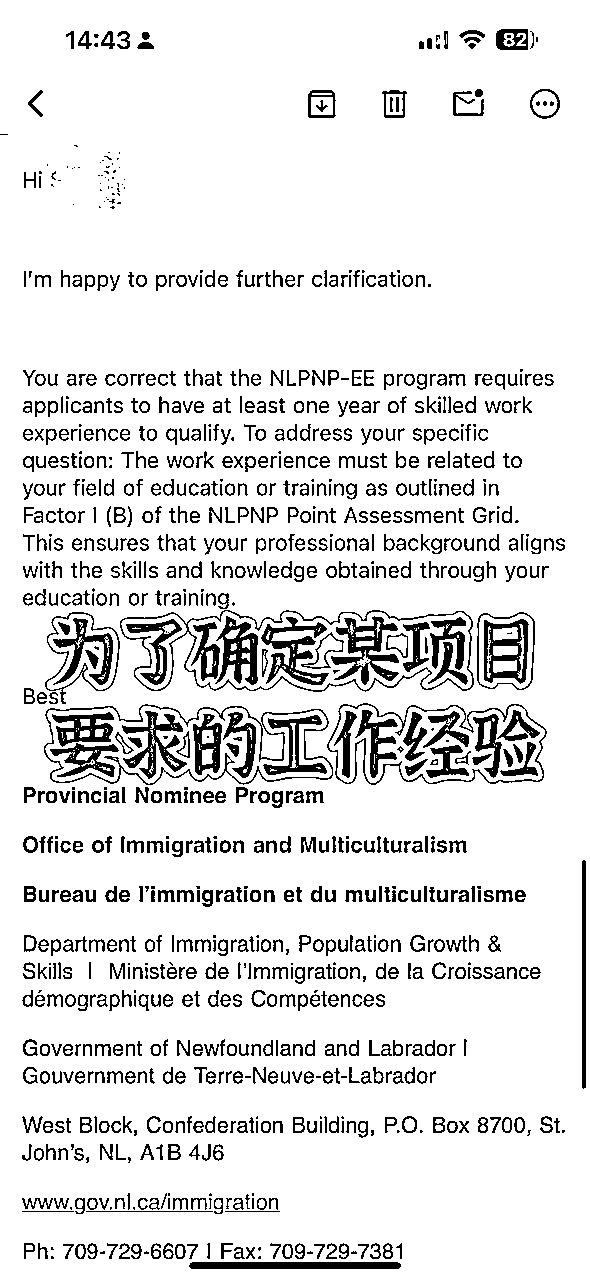 14:43
82
Hi
I'm happy to provide further clarification.
You are correct that the NLPNP-EE program requires
applicants to have at least one year of skilled work
experience to qualify. To address your specific
question: The work experience must be related to
your field of education or training as outlined in
Factor I (B) of the NLPNP Point Assessment Grid.
This ensures that your professional background aligns
with the skills and knowledge obtained through your
education or training.
为了确定某项目
Best
要求的工作经验
Provincial Nominee Program
Office of Immigration and Multiculturalism
Bureau de l'immigration et du multiculturalisme
Department of Immigration, Population Growth &
Skills | Ministère de l'Immigration, de la Croissance
démographique et des Compétences
Government of Newfoundland and Labrador |
Gouvernment de Terre-Neuve-et-Labrador
West Block, Confederation Building, P.O. Box 8700, St.
John's, NL, A1B 4J6
www.gov.nl.ca/immigration
Ph: 709-729-6607 | Fax: 709-729-7381